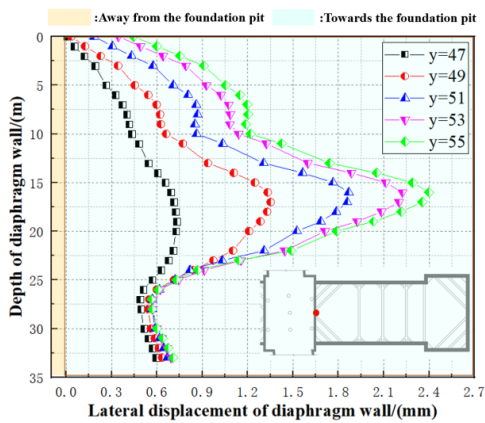 :Away from the foundation pit :Towards the foundation pit
0
5
10
15
20
25
30
35
Depth of diaphragm wall/(m)
y=47
y=49
y=51
y=53
y=55
0.0 0.3 0.6 0.9 1.2 1.5 1.8 2.1 2.4 2.7
Lateral displacement of diaphragm wall/(mm)